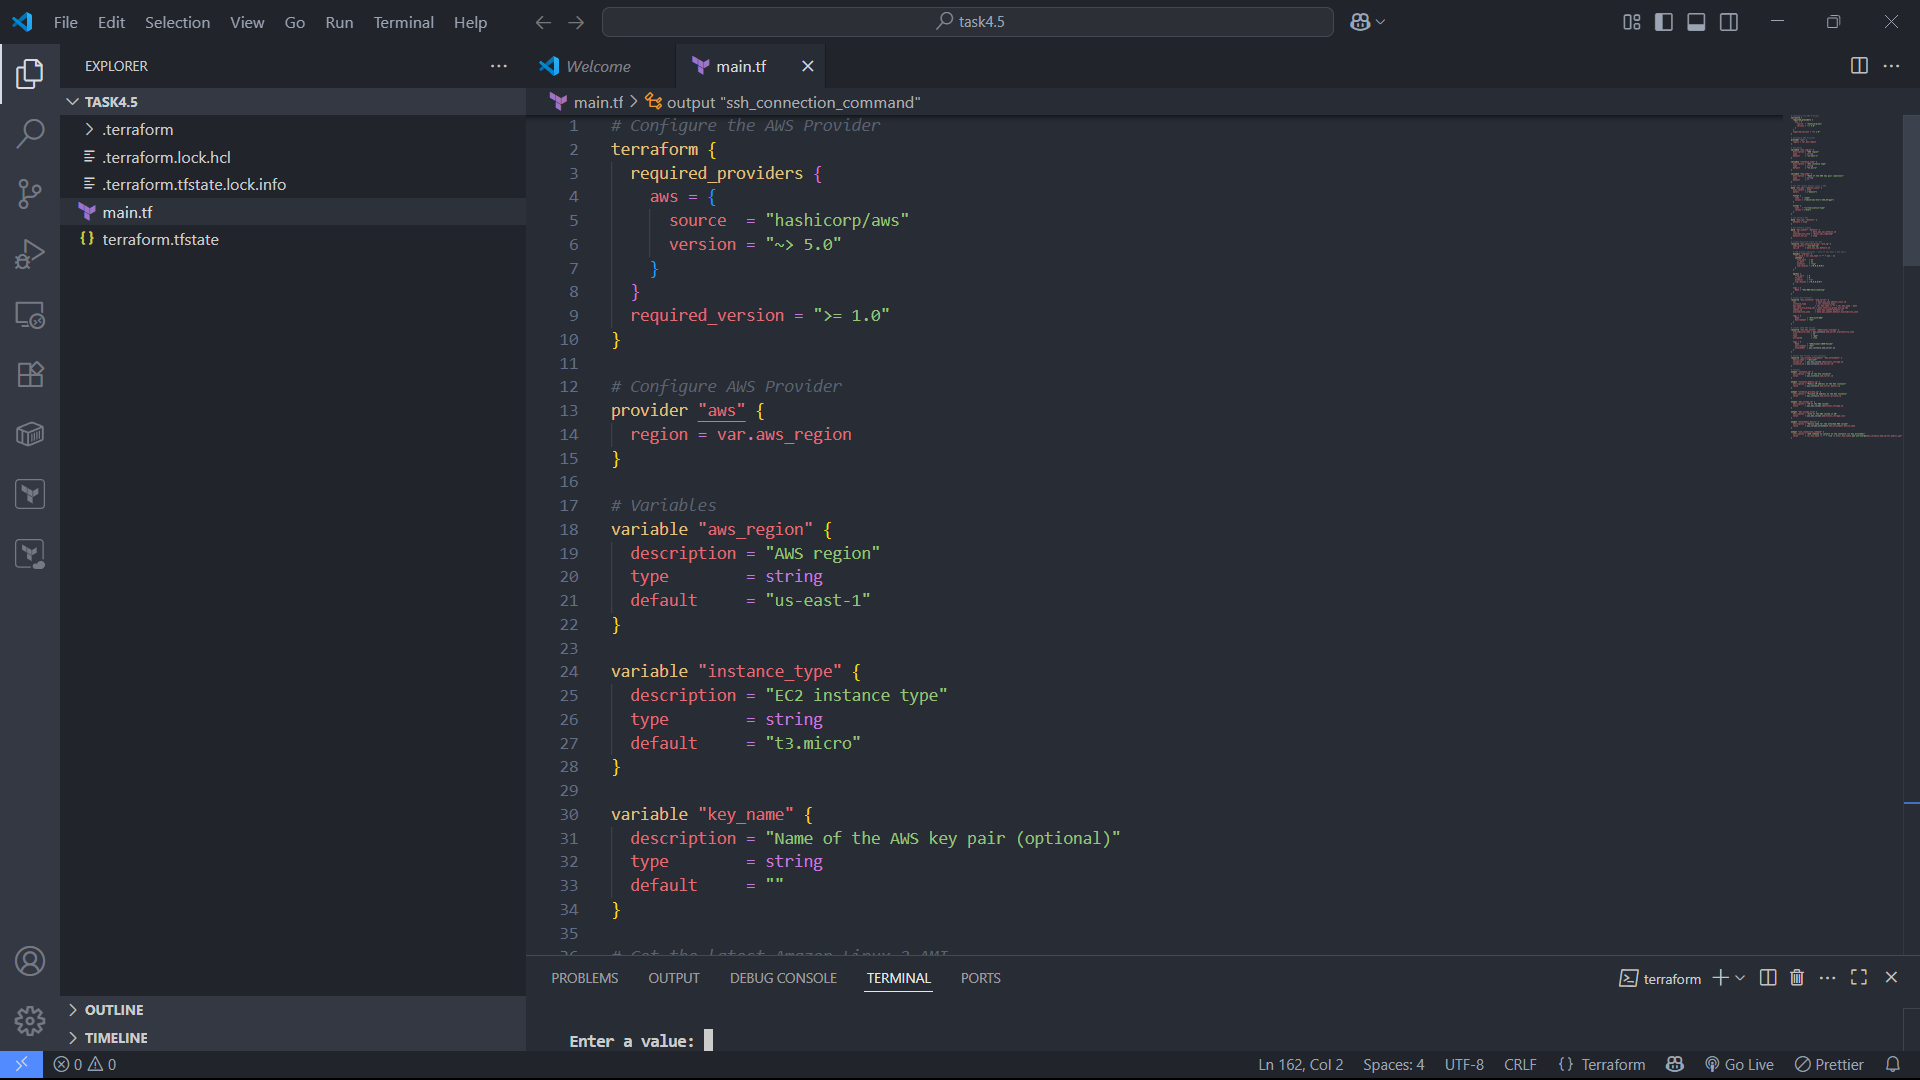 File Edit Selection View Go Run Terminal Help
task4.5
EXPLORER
TASK4.5
.terraform
.terraform.lock.hcl
.terraform.tfstate.lock.info
main.tf
terraform.tfstate
OUTLINE
TIMELINE
Welcome main.tf
main.tf > output "ssh_connection_command"
1 # Configure the AWS Provider
2 terraform {
3 required_providers {
4 aws = {
5 source = "hashicorp/aws"
6 version = "~> 5.0"
7 }
8 }
9 required_version = ">= 1.0"
10 }
11
12 # Configure AWS Provider
13 provider "aws" {
14 region = var.aws_region
15 }
16
17 # Variables
18 variable "aws_region" {
19 description = "AWS region"
20 type = string
21 default = "us-east-1"
22 }
23
24 variable "instance_type" {
25 description = "EC2 instance type"
26 type = string
27 default = "t3.micro"
28 }
29
30 variable "key_name" {
31 description = "Name of the AWS key pair (optional)"
32 type = string
33 default = ""
34 }
35
36 # Get the latest Amazon Linux 2 AMI
PROBLEMS OUTPUT DEBUG CONSOLE TERMINAL PORTS
terraform
Enter a value:
0 0
Ln 162, Col 2 Spaces: 4 UTF-8 CRLF {} Terraform Go Live Prettier